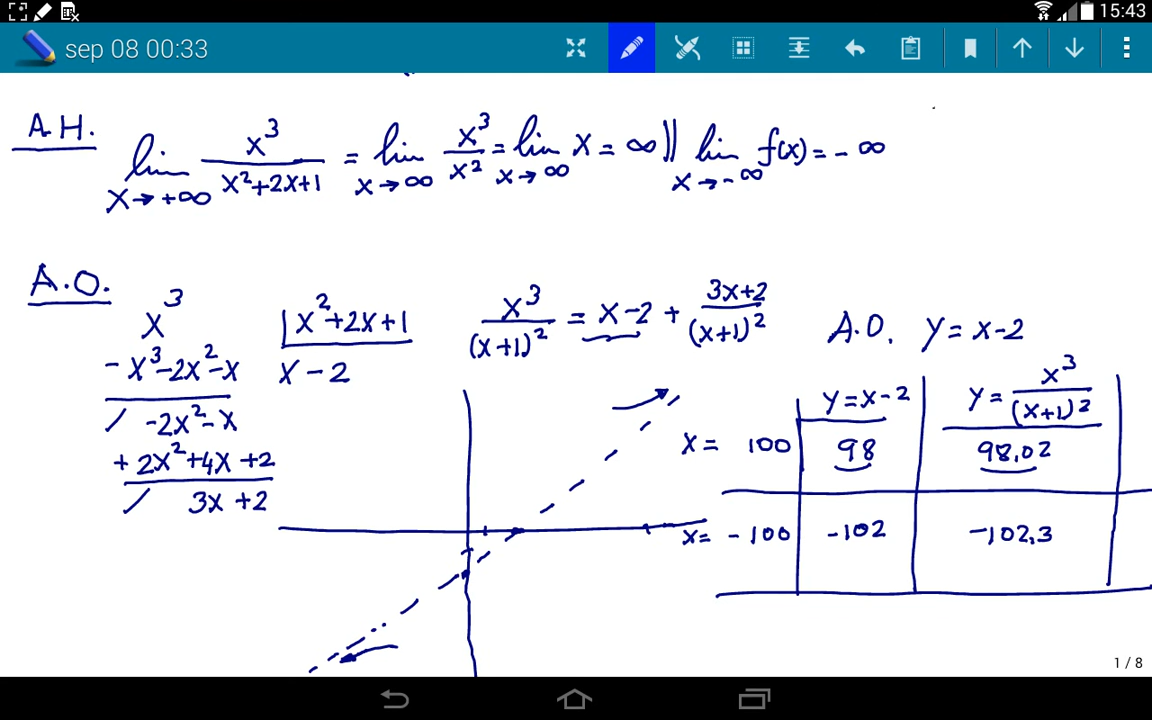 15:43
sep 08 00:33
A.H. lim x→+∞ x³/(x²+2x+1) = lim x→∞ x³/x² = lim x→∞ x = ∞ || lim x→-∞ f(x) = -∞
A.O.
x³ |x²+2x+1
-x³-2x²-x x-2
/ -2x²-x
+2x²+4x+2
/ 3x+2
x³/(x+1)² = x-2 + (3x+2)/(x+1)² A.O. y = x-2
y=x-2 y = x³/(x+1)²
x= 100 98 98,02
x= -100 -102 -102,3
1 / 8